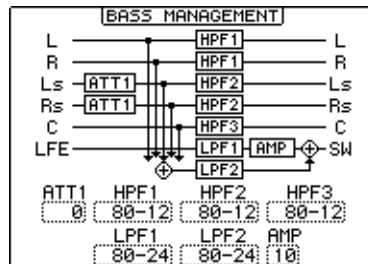 BASS MANAGEMENT
L HPF1 L
R HPF1 R
Ls ATT1 HPF2 Ls
Rs ATT1 HPF2 Rs
C HPF3 C
LFE LPF1 AMP SW
LPF2
ATT1 HPF1 HPF2 HPF3
0 80-12 80-12 80-12
LPF1 LPF2 AMP
80-24 80-24 10